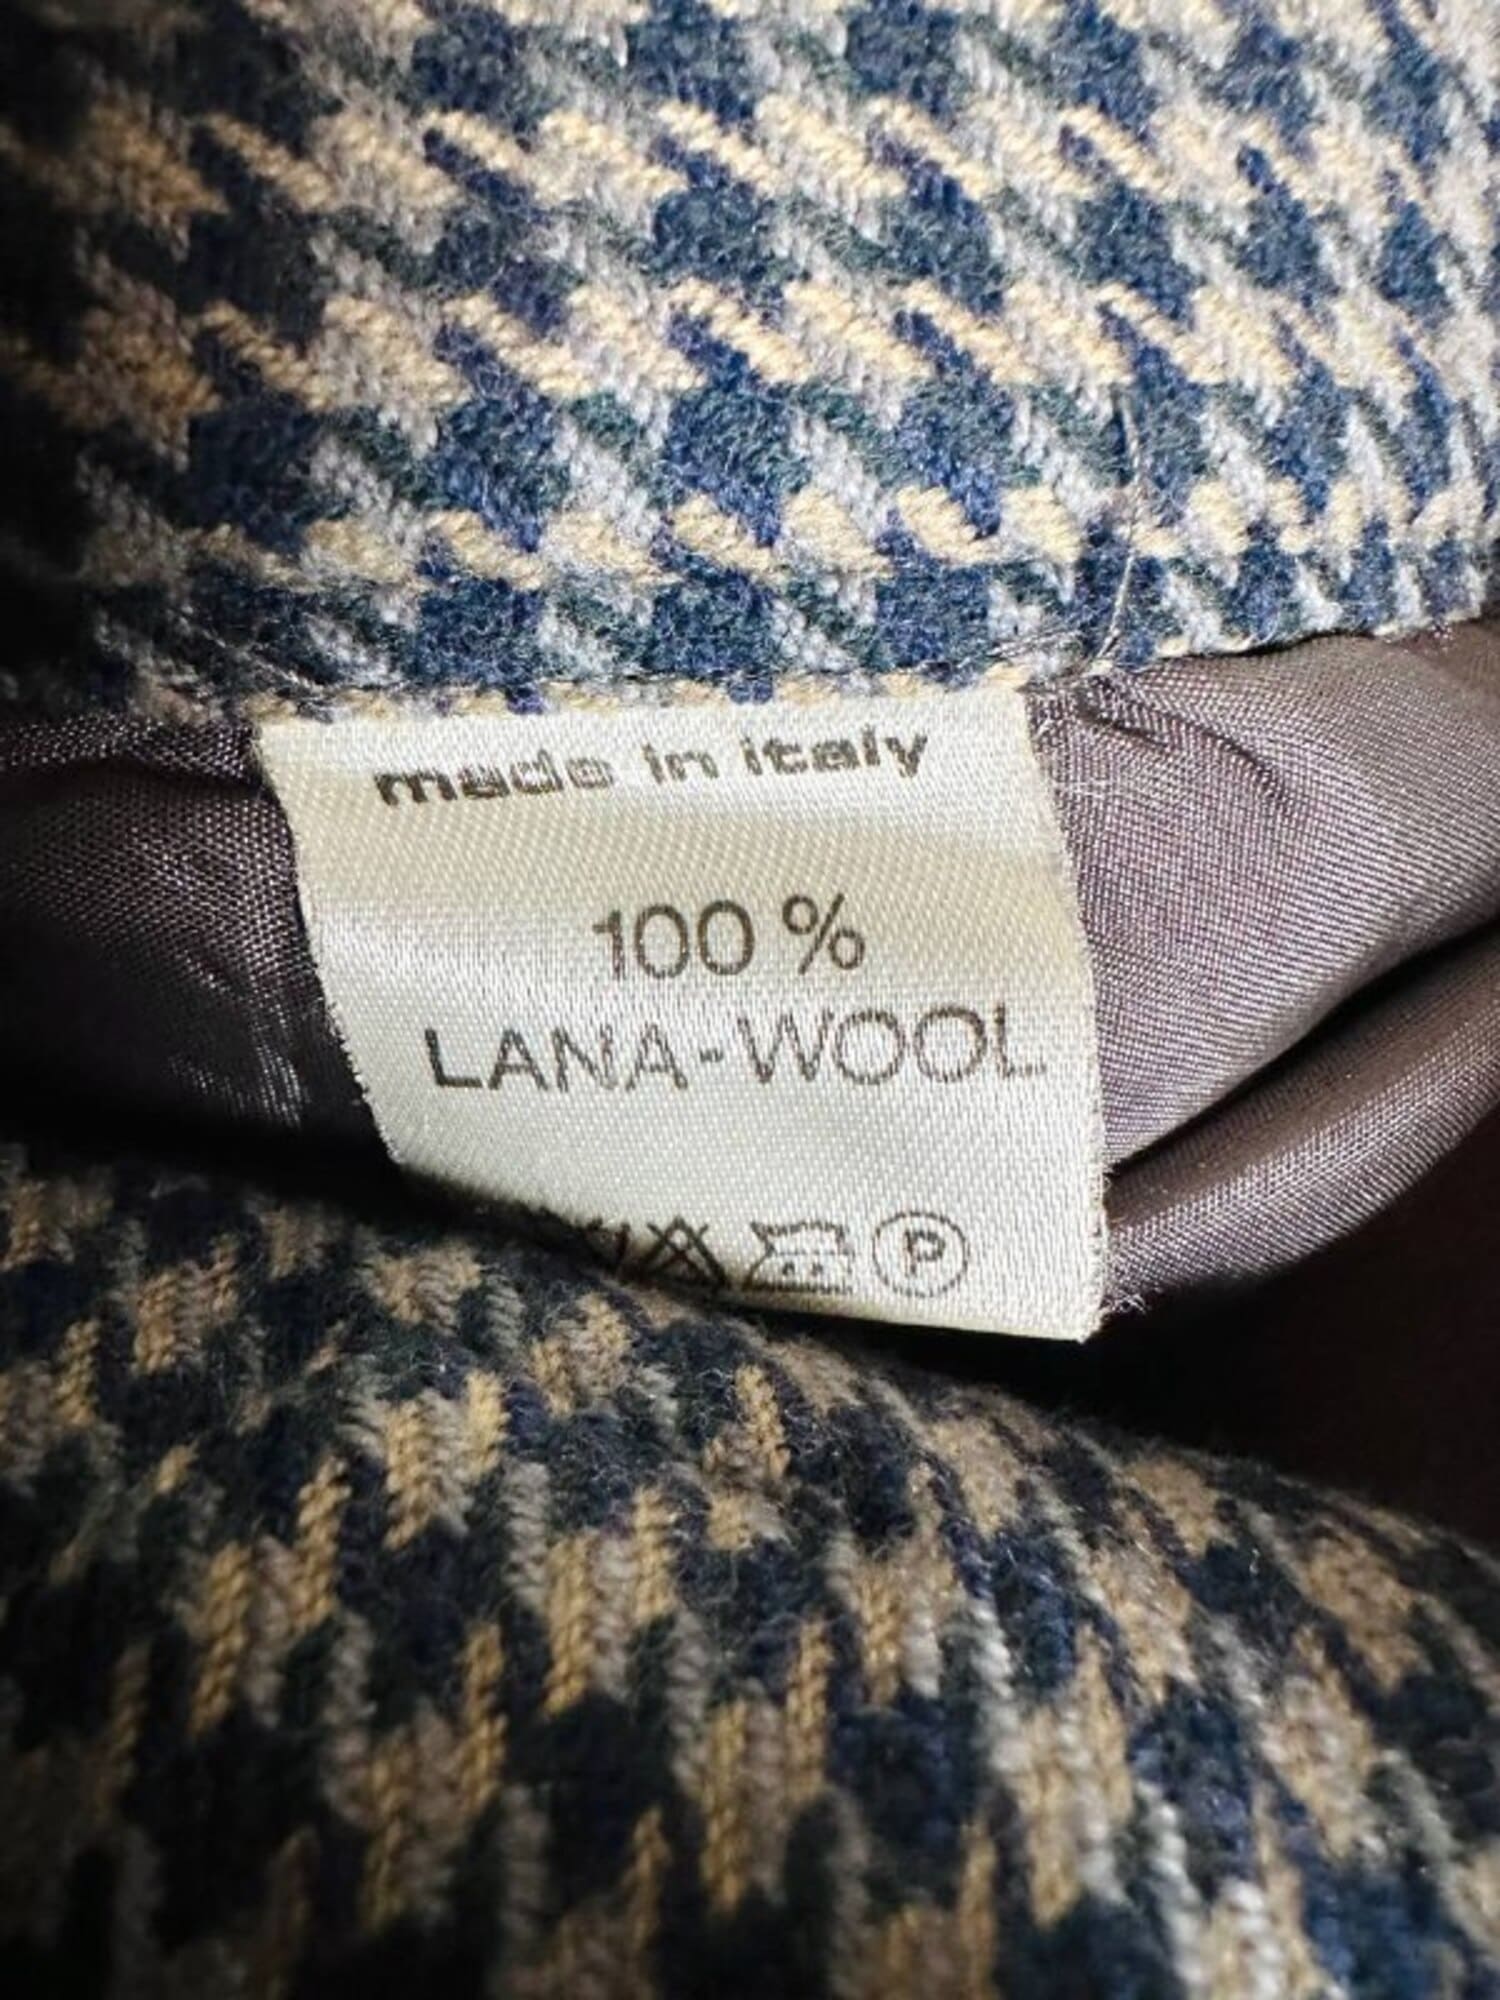 made in italy
100 %
LANA-WOOL
P